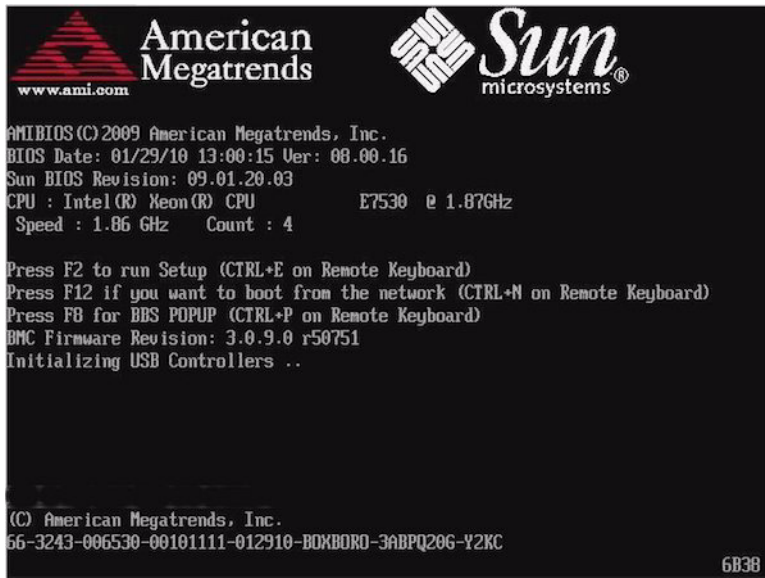 American
Megatrends
www.ami.com
Sun®
microsystems
AMIBIOS(C)2009 American Megatrends, Inc.
BIOS Date: 01/29/10 13:00:15 Ver: 08.00.16
Sun BIOS Revision: 09.01.20.03
CPU : Intel(R) Xeon(R) CPU E7530 @ 1.87GHz
Speed : 1.86 GHz Count : 4
Press F2 to run Setup (CTRL+E on Remote Keyboard)
Press F12 if you want to boot from the network (CTRL+N on Remote Keyboard)
Press F8 for BBS POPUP (CTRL+P on Remote Keyboard)
BMC Firmware Revision: 3.0.9.0 r50751
Initializing USB Controllers ..
(C) American Megatrends, Inc.
66-3243-006530-00101111-012910-BOXBORO-3ABPQ20G-Y2KC
6B38